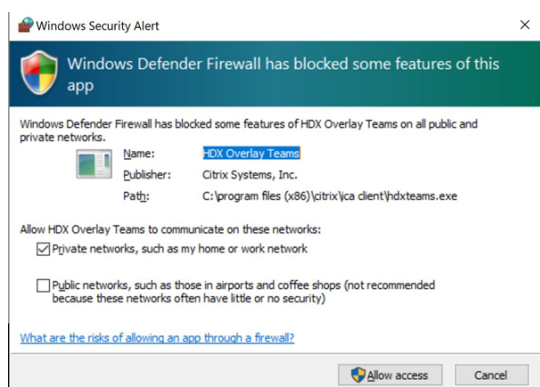 Windows Security Alert
Windows Defender Firewall has blocked some features of this
app
Windows Defender Firewall has blocked some features of HDX Overlay Teams on all public and
private networks.
Name: HDX Overlay Teams
Publisher: Citrix Systems, Inc.
Path: C:\program files (x86)\citrix\ica client\hdxteams.exe
Allow HDX Overlay Teams to communicate on these networks:
Private networks, such as my home or work network
Public networks, such as those in airports and coffee shops (not recommended
because these networks often have little or no security)
What are the risks of allowing an app through a firewall?
Allow access Cancel